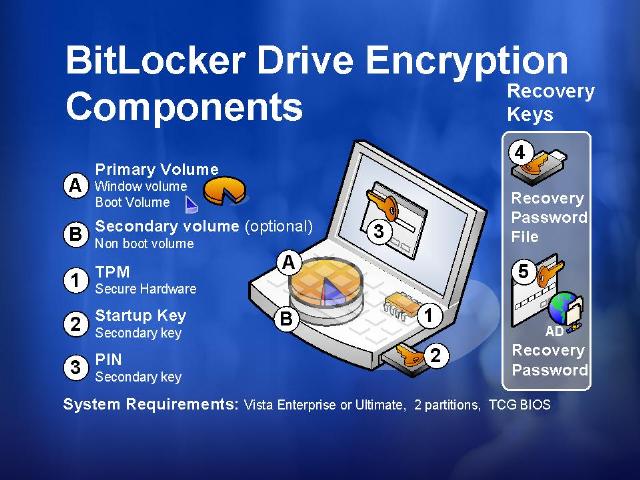 BitLocker Drive Encryption
Components
Recovery
Keys
A Primary Volume
Window volume
Boot Volume
B Secondary volume (optional)
Non boot volume
1 TPM
Secure Hardware
2 Startup Key
Secondary key
3 PIN
Secondary key
3
A
B
1
2
4
Recovery
Password
File
5
AD
Recovery
Password
System Requirements: Vista Enterprise or Ultimate, 2 partitions, TCG BIOS